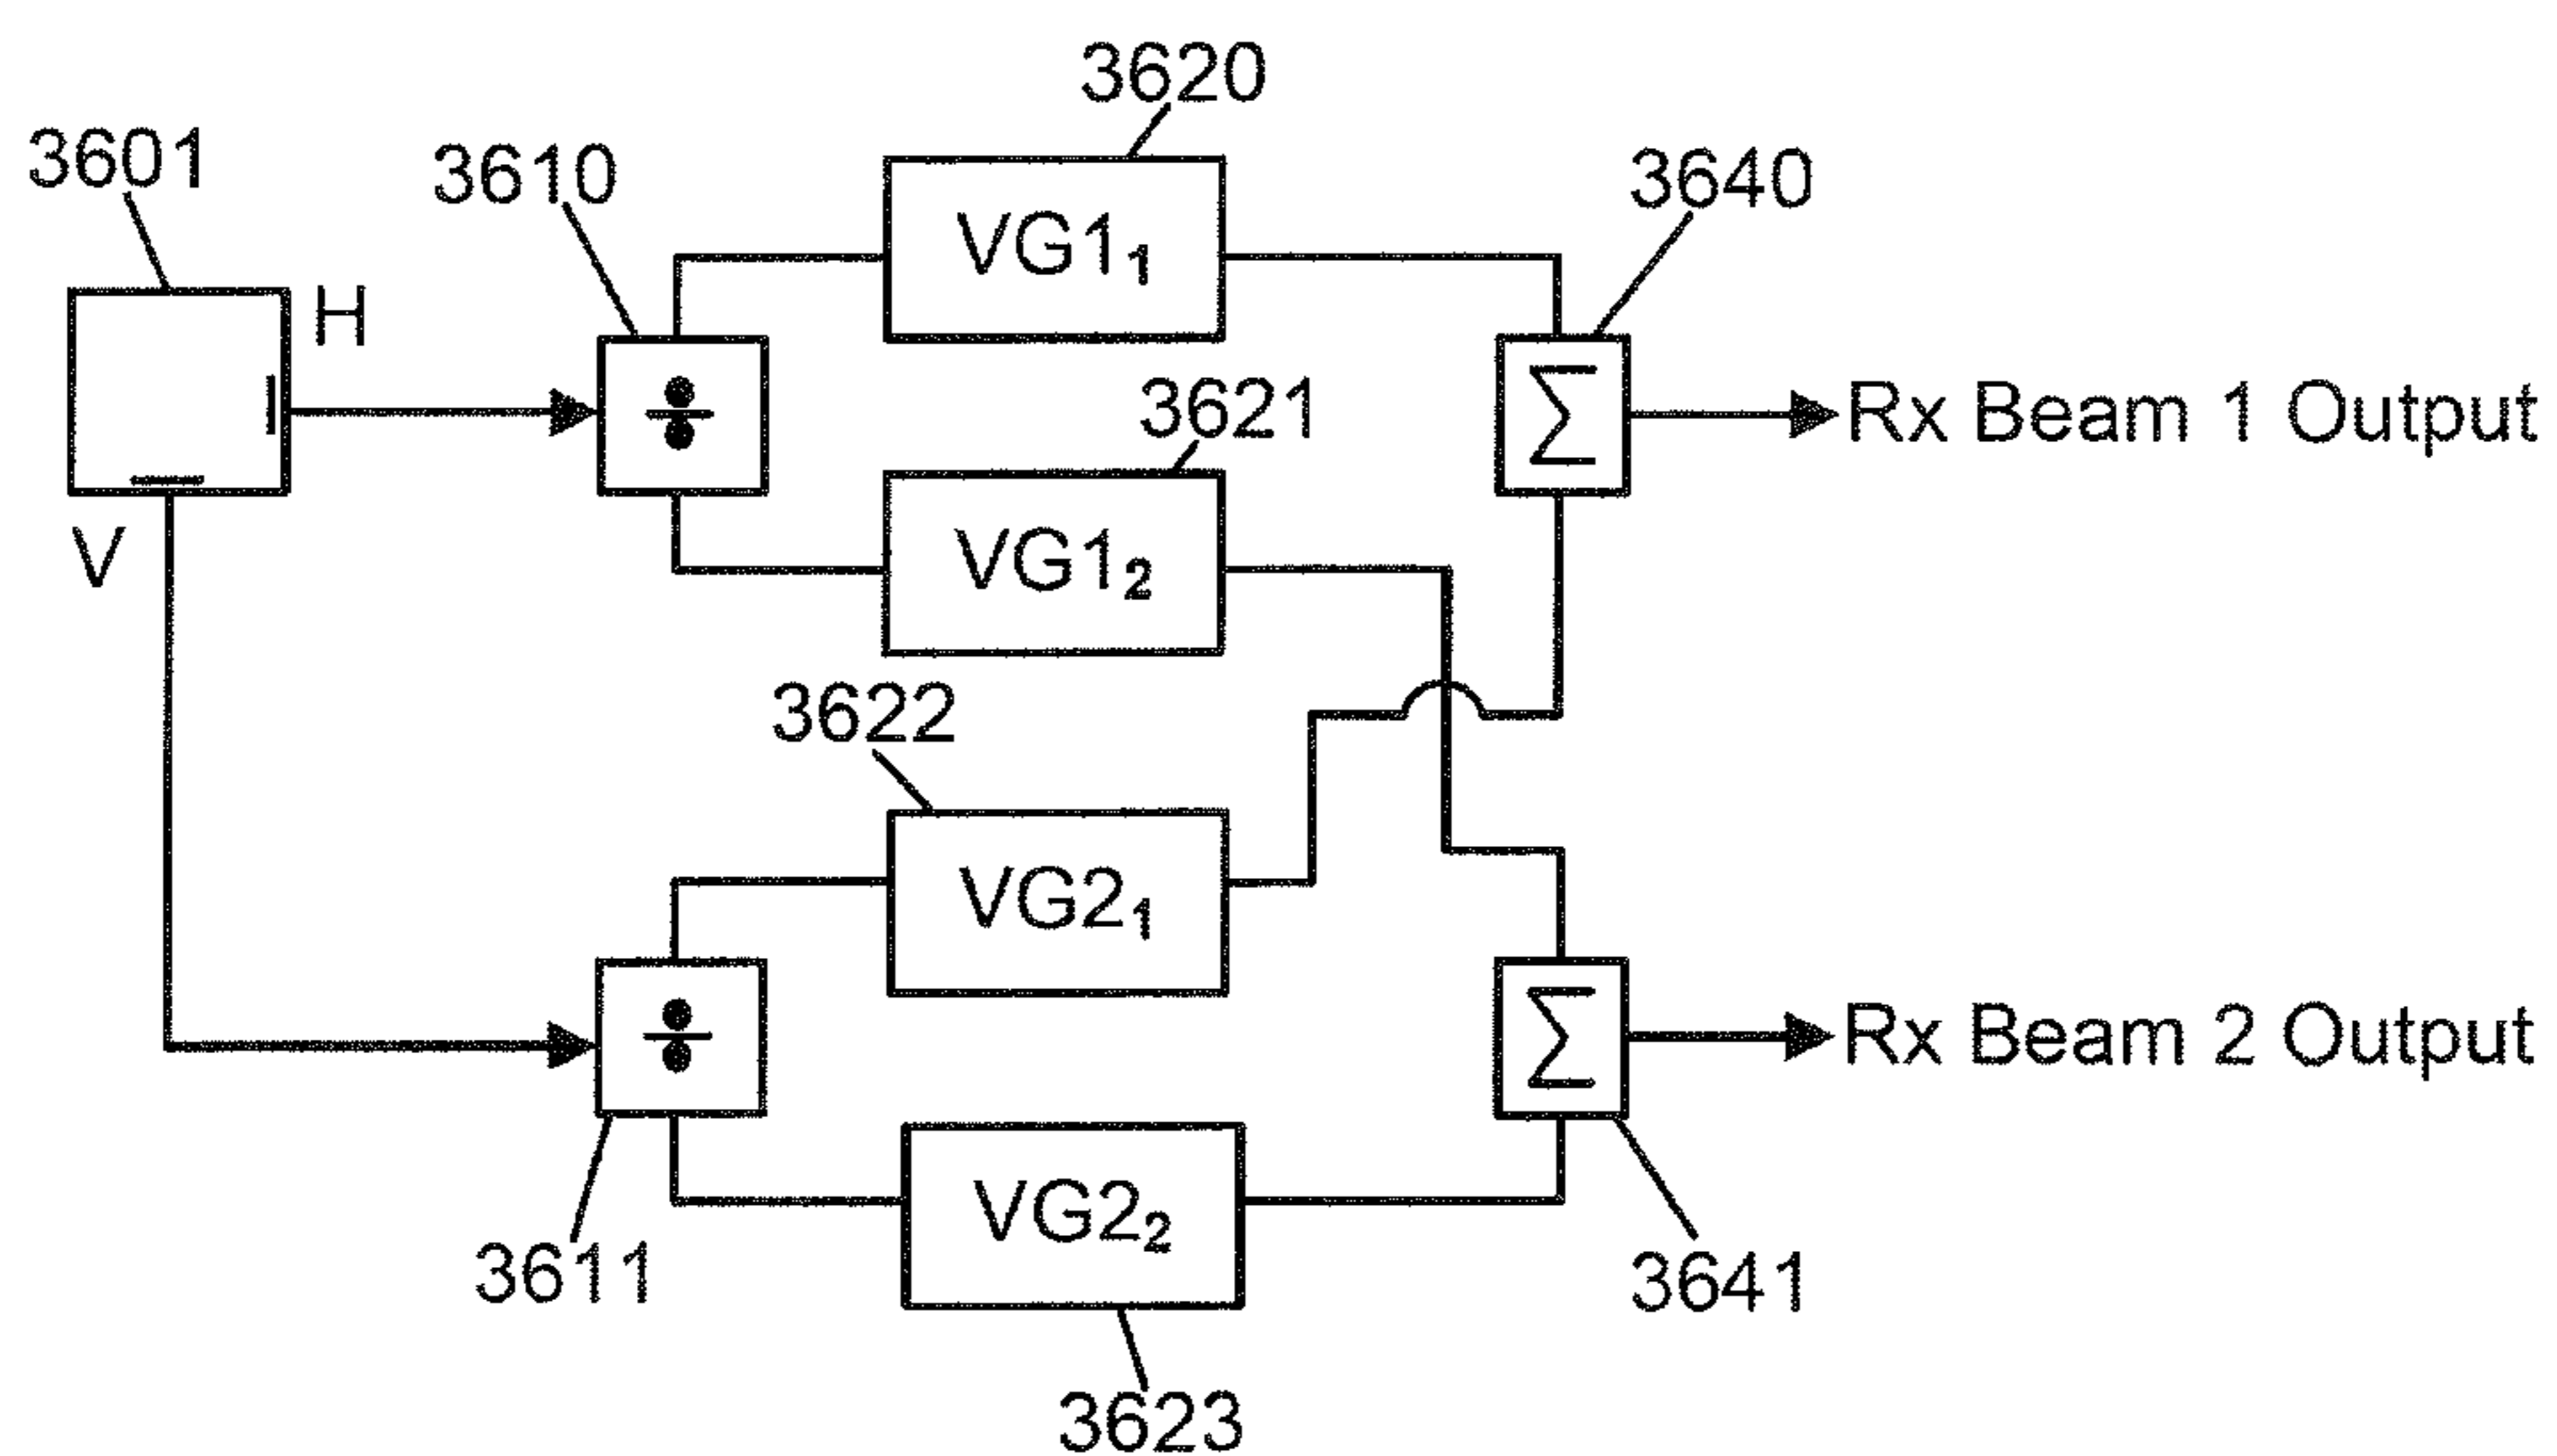 3620
3601
3610
3640
VG1₁
H
÷
3621
Σ
Rx Beam 1 Output
V
VG1₂
3622
VG2₁
÷
Σ
Rx Beam 2 Output
VG2₂
3611
3641
3623